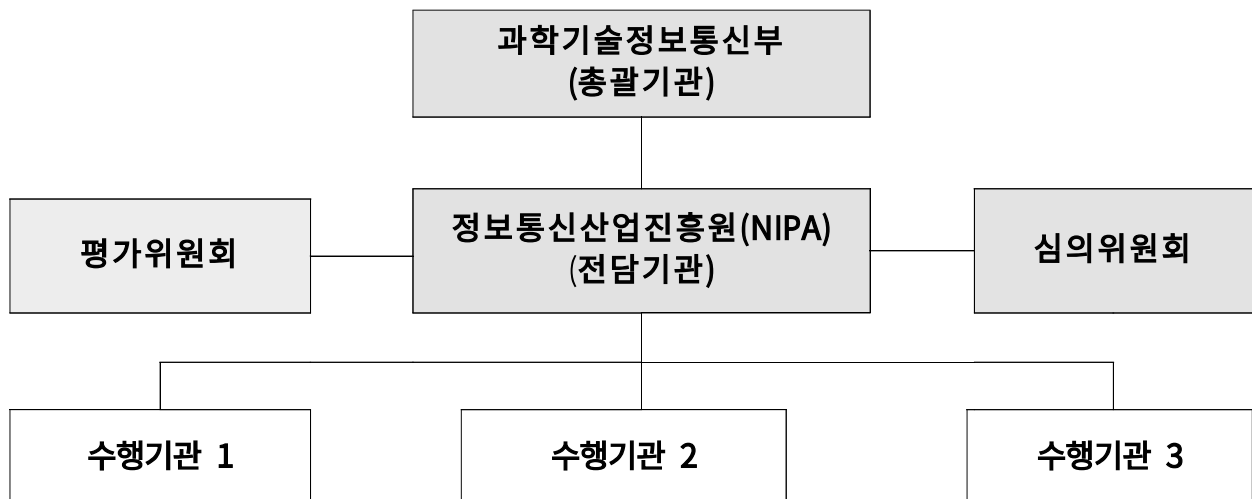 과학기술정보통신부
(총괄기관)
평가위원회
정보통신산업진흥원(NIPA)
(전담기관)
심의위원회
수행기관 1
수행기관 2
수행기관 3